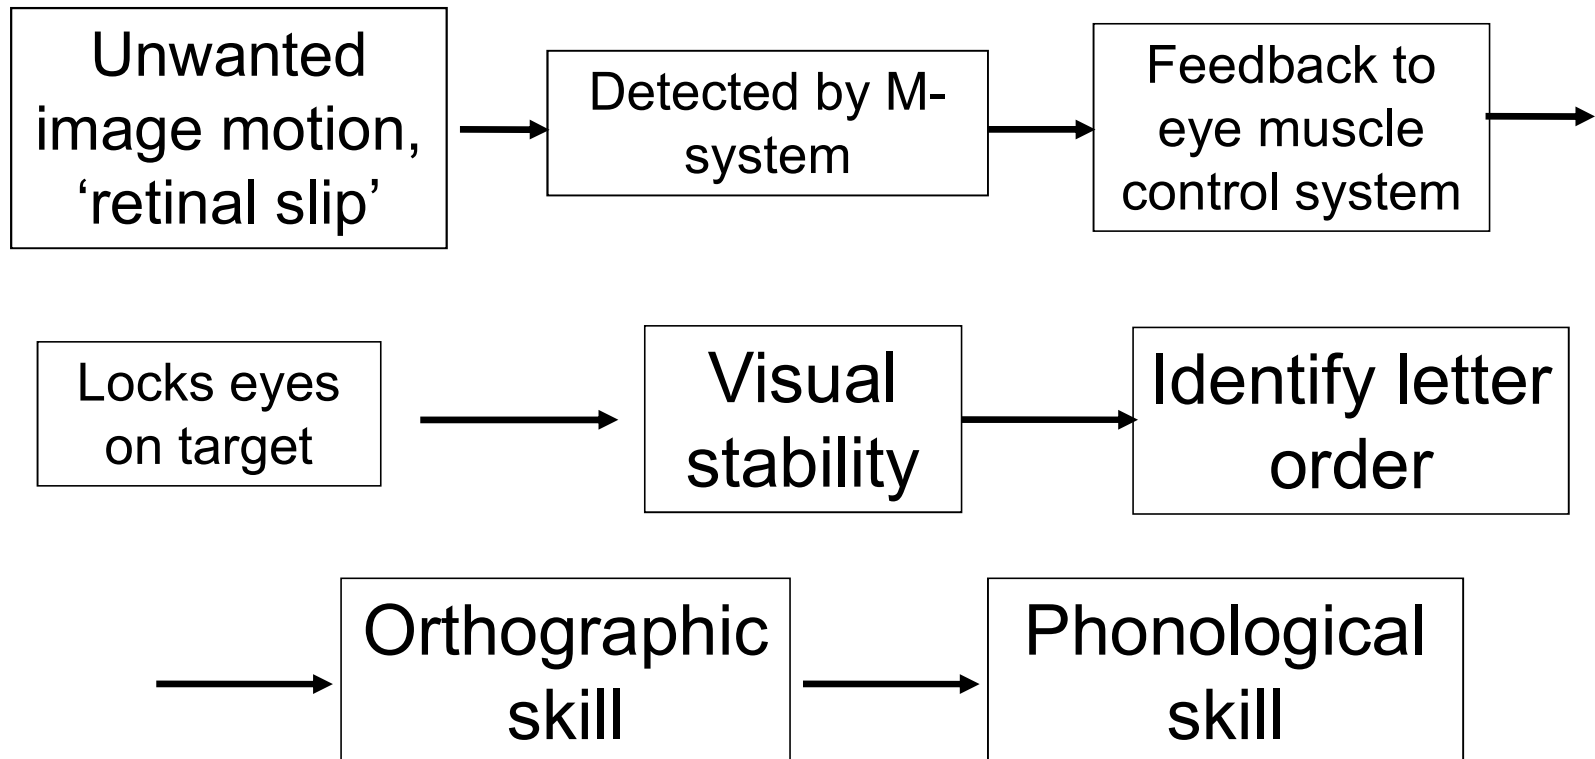 Unwanted
image motion,
‘retinal slip’
Detected by M-
system
Feedback to
eye muscle
control system
Locks eyes
on target
Visual
stability
Identify letter
order
Orthographic
skill
Phonological
skill